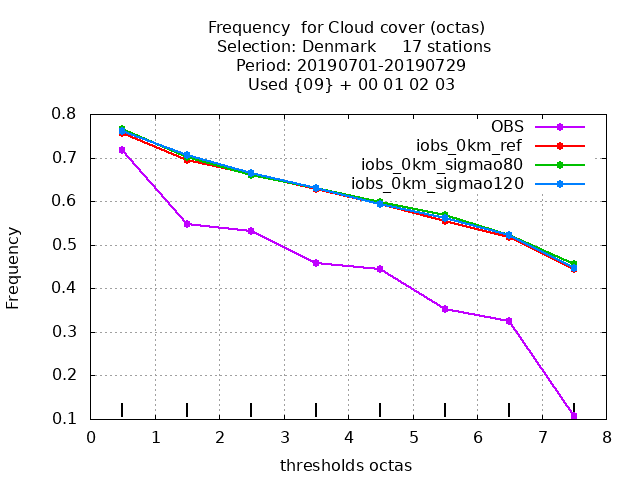 Frequency  for Cloud cover (octas)
Selection: Denmark     17 stations
Period: 20190701-20190729
Used {09} + 00 01 02 03
OBS
iobs_0km_ref
iobs_0km_sigmao80
iobs_0km_sigmao120
Frequency
0.8
0.7
0.6
0.5
0.4
0.3
0.2
0.1
0 1 2 3 4 5 6 7 8
thresholds octas